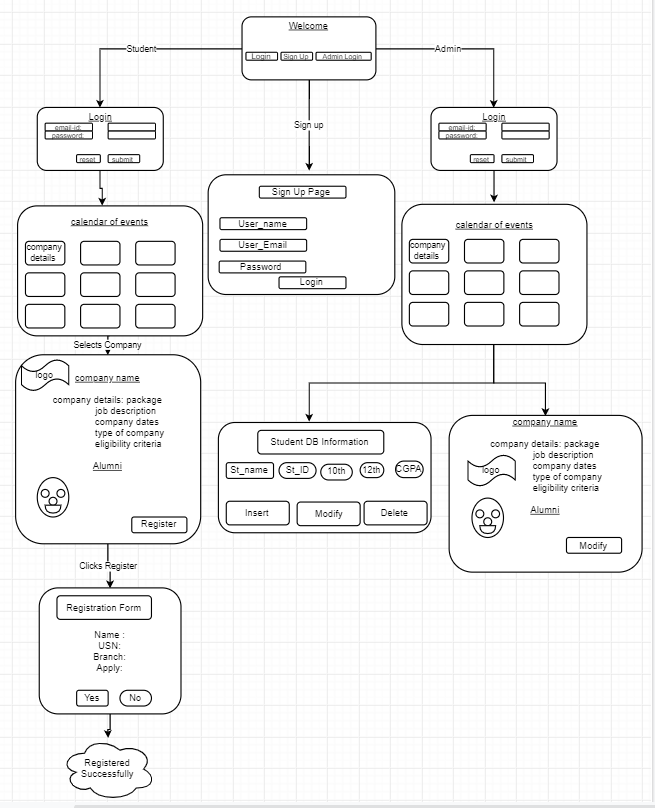 Welcome
Login
Sign Up
Admin Login
Student
Admin
Sign up
Login
email-id:
password:
reset
submit
Login
email-id:
password:
reset
submit
Sign Up Page
User_name
User_Email
Password
Login
calendar of events
company
details
calendar of events
company
details
Selects Company
logo
company name
company details: package
job description
company dates
type of company
eligibility criteria
Alumni
Register
Student DB Information
St_name
St_ID
10th
12th
CGPA
Insert
Modify
Delete
company name
company details: package
job description
company dates
type of company
eligibility criteria
logo
Alumni
Modify
Clicks Register
Registration Form
Name :
USN:
Branch:
Apply:
Yes
No
Registered
Successfully